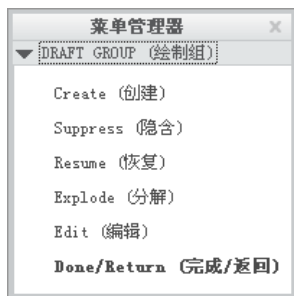 菜单管理器
DRAFT GROUP (绘制组)
Create (创建)
Suppress (隐含)
Resume (恢复)
Explode (分解)
Edit (编辑)
Done/Return (完成/返回)